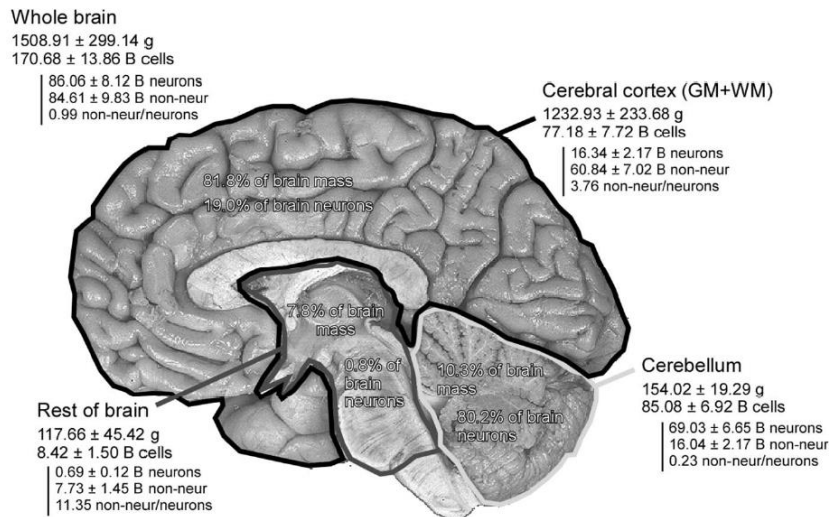 Whole brain
1508.91 ± 299.14 g
170.68 ± 13.86 B cells
86.06 ± 8.12 B neurons
84.61 ± 9.83 B non-neur
0.99 non-neur/neurons
Cerebral cortex (GM+WM)
1232.93 ± 233.68 g
77.18 ± 7.72 B cells
16.34 ± 2.17 B neurons
60.84 ± 7.02 B non-neur
3.76 non-neur/neurons
81.8% of brain mass
19.0% of brain neurons
7.8% of brain
mass
0.8% of
brain
neurons
10.3% of brain
mass
80.2% of brain
neurons
Rest of brain
117.66 ± 45.42 g
8.42 ± 1.50 B cells
0.69 ± 0.12 B neurons
7.73 ± 1.45 B non-neur
11.35 non-neur/neurons
Cerebellum
154.02 ± 19.29 g
85.08 ± 6.92 B cells
69.03 ± 6.65 B neurons
16.04 ± 2.17 B non-neur
0.23 non-neur/neurons